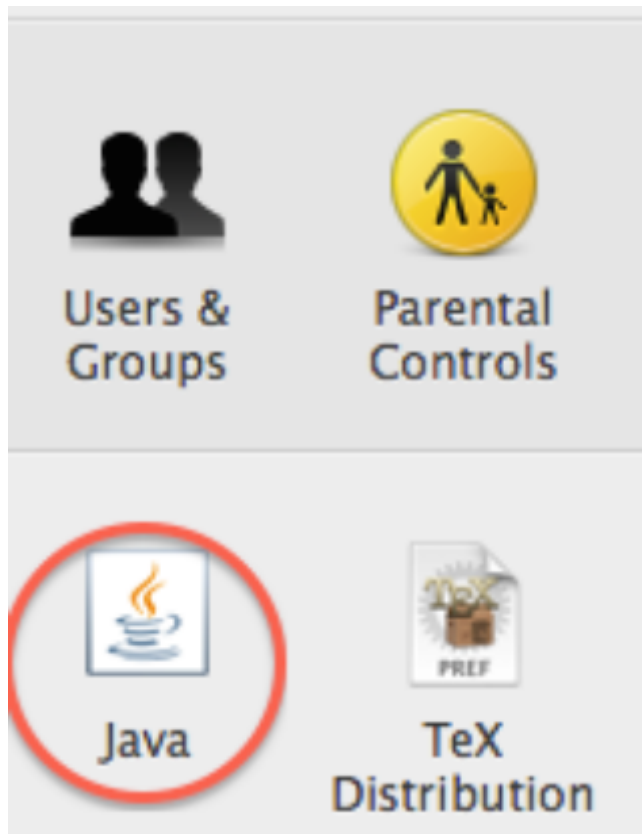 Users &
Groups
Parental
Controls
TeX
PREF
Java
TeX
Distribution